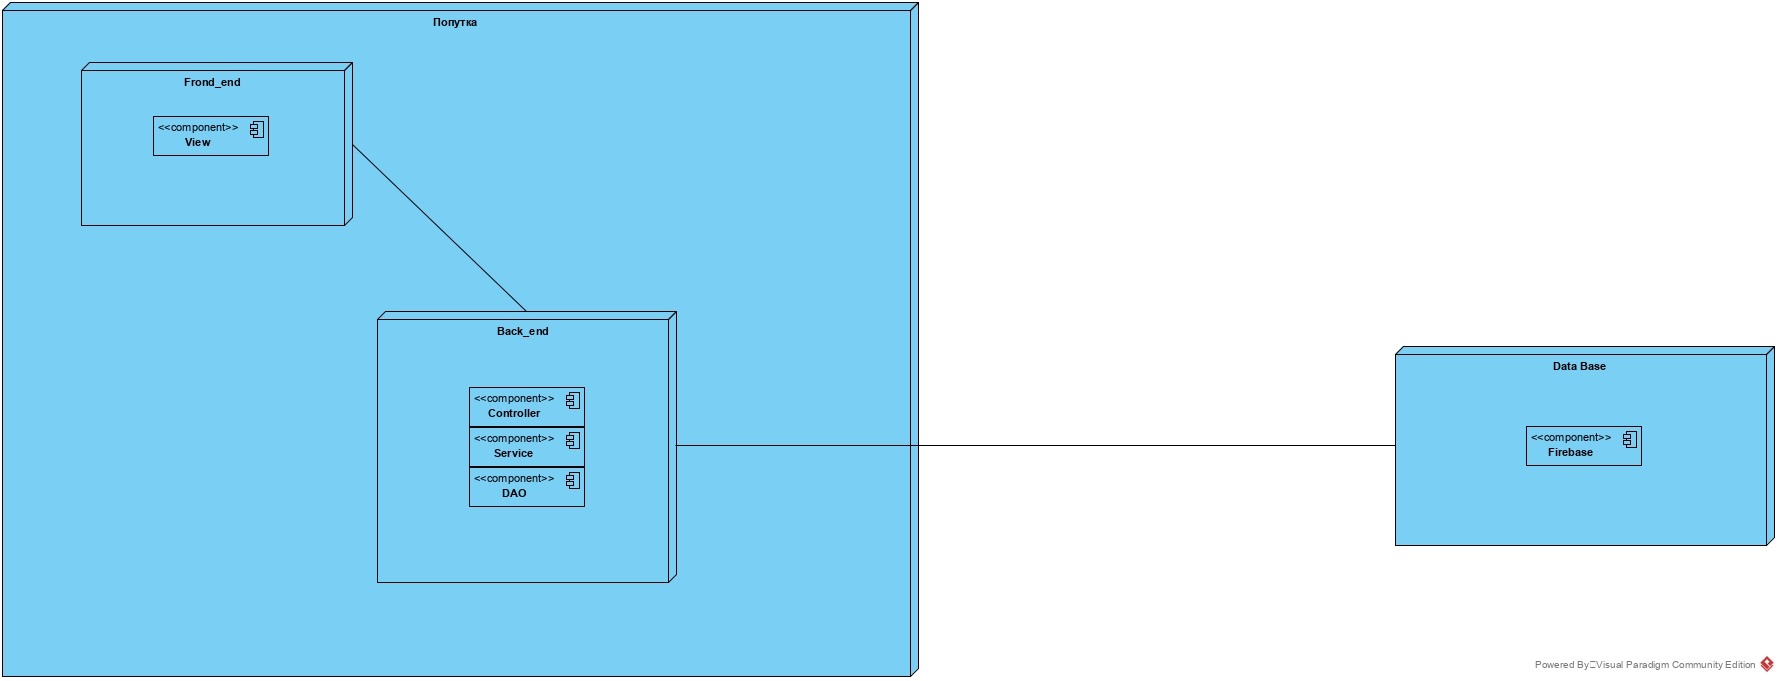 Попутка
Frond_end
<<component>>
View
Back_end
<<component>>
Controller
<<component>>
Service
<<component>>
DAO
Data Base
<<component>>
Firebase
Powered By Visual Paradigm Community Edition